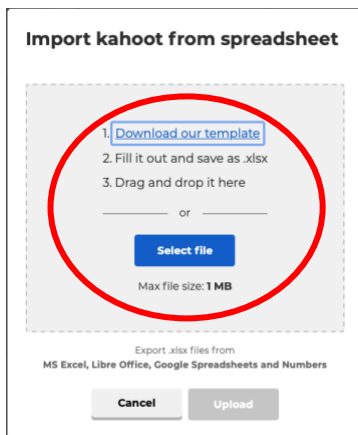 Import kahoot from spreadsheet
1. Download our template
2. Fill it out and save as .xlsx
3. Drag and drop it here
or
Select file
Max file size: 1 MB
Export .xlsx files from
MS Excel, Libre Office, Google Spreadsheets and Numbers
Cancel Upload